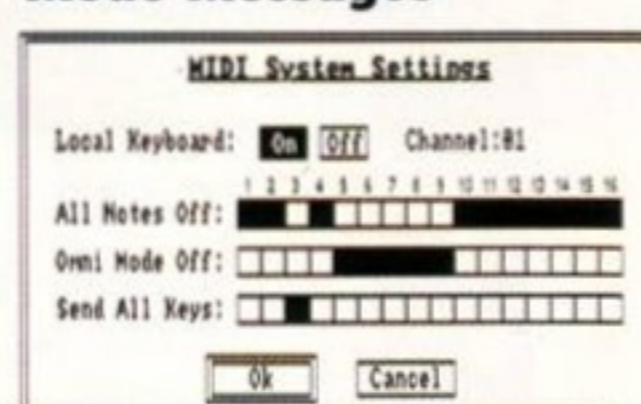 MIDI System Settings
Local Keyboard: On Off Channel:01
1 2 3 4 5 6 7 8 9 10 11 12 13 14 15 16
All Notes Off:
Omni Mode Off:
Send All Keys:
Ok Cancel